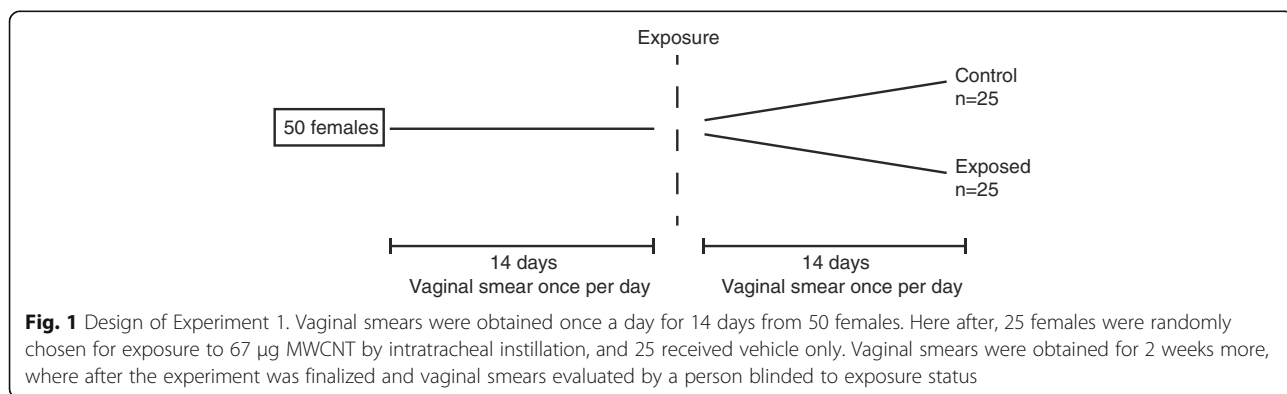 Exposure
Control
n=25
50 females
Exposed
n=25
14 days
Vaginal smear once per day
14 days
Vaginal smear once per day
Fig. 1 Design of Experiment 1. Vaginal smears were obtained once a day for 14 days from 50 females. Here after, 25 females were randomly
chosen for exposure to 67 μg MWCNT by intratracheal instillation, and 25 received vehicle only. Vaginal smears were obtained for 2 weeks more,
where after the experiment was finalized and vaginal smears evaluated by a person blinded to exposure status